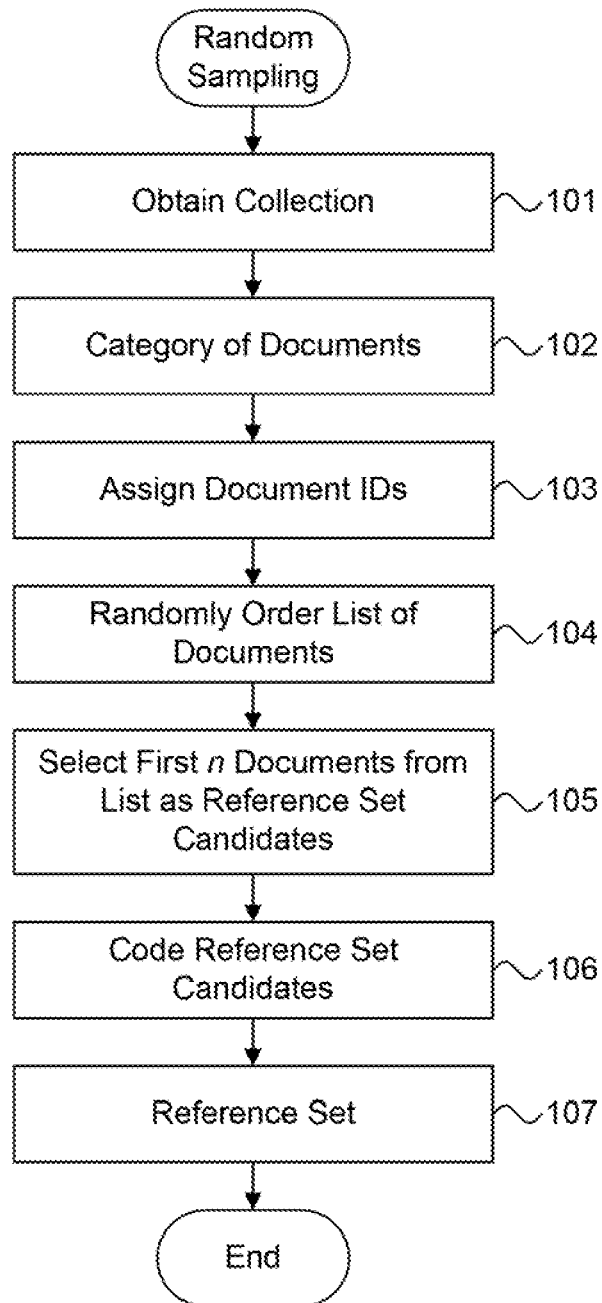 Random
Sampling
Obtain Collection
101
Category of Documents
102
Assign Document IDs
103
Randomly Order List of
Documents
104
Select First n Documents from
List as Reference Set
Candidates
105
Code Reference Set
Candidates
106
Reference Set
107
End